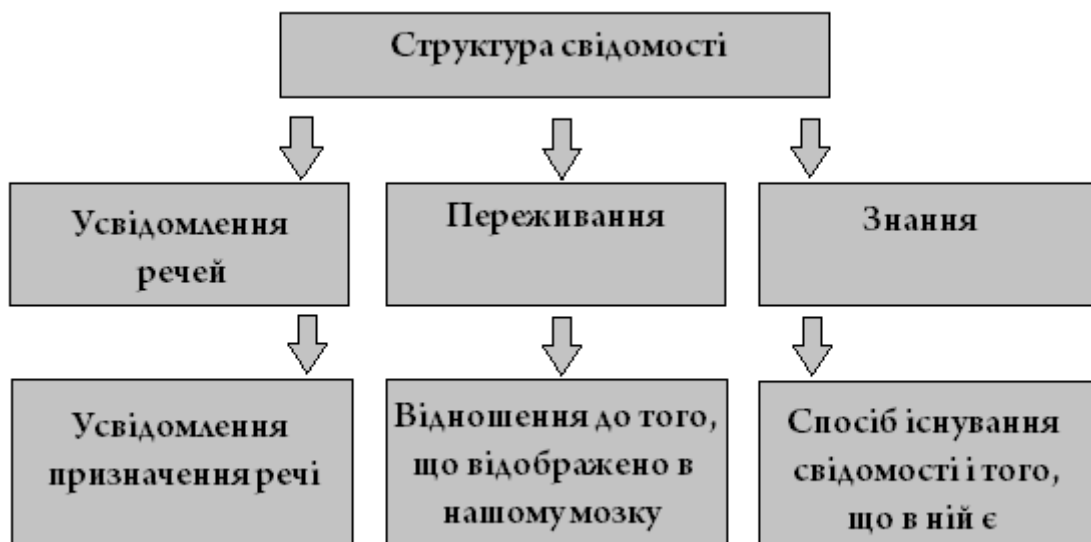 Структура свідомості
Усвідомлення
речей
Переживання
Знання
Усвідомлення
призначення речі
Відношення до того,
що відображено в
нашому мозку
Спосіб існування
свідомості і того,
що в ній є